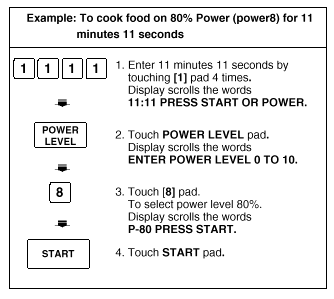 Example: To cook food on 80% Power (power8) for 11
minutes 11 seconds
1 1 1 1
1. Enter 11 minutes 11 seconds by
touching [1] pad 4 times.
Display scrolls the words
11:11 PRESS START OR POWER.
POWER
LEVEL
2. Touch POWER LEVEL pad.
Display scrolls the words
ENTER POWER LEVEL 0 TO 10.
8
3. Touch [8] pad.
To select power level 80%.
Display scrolls the words
P-80 PRESS START.
START
4. Touch START pad.